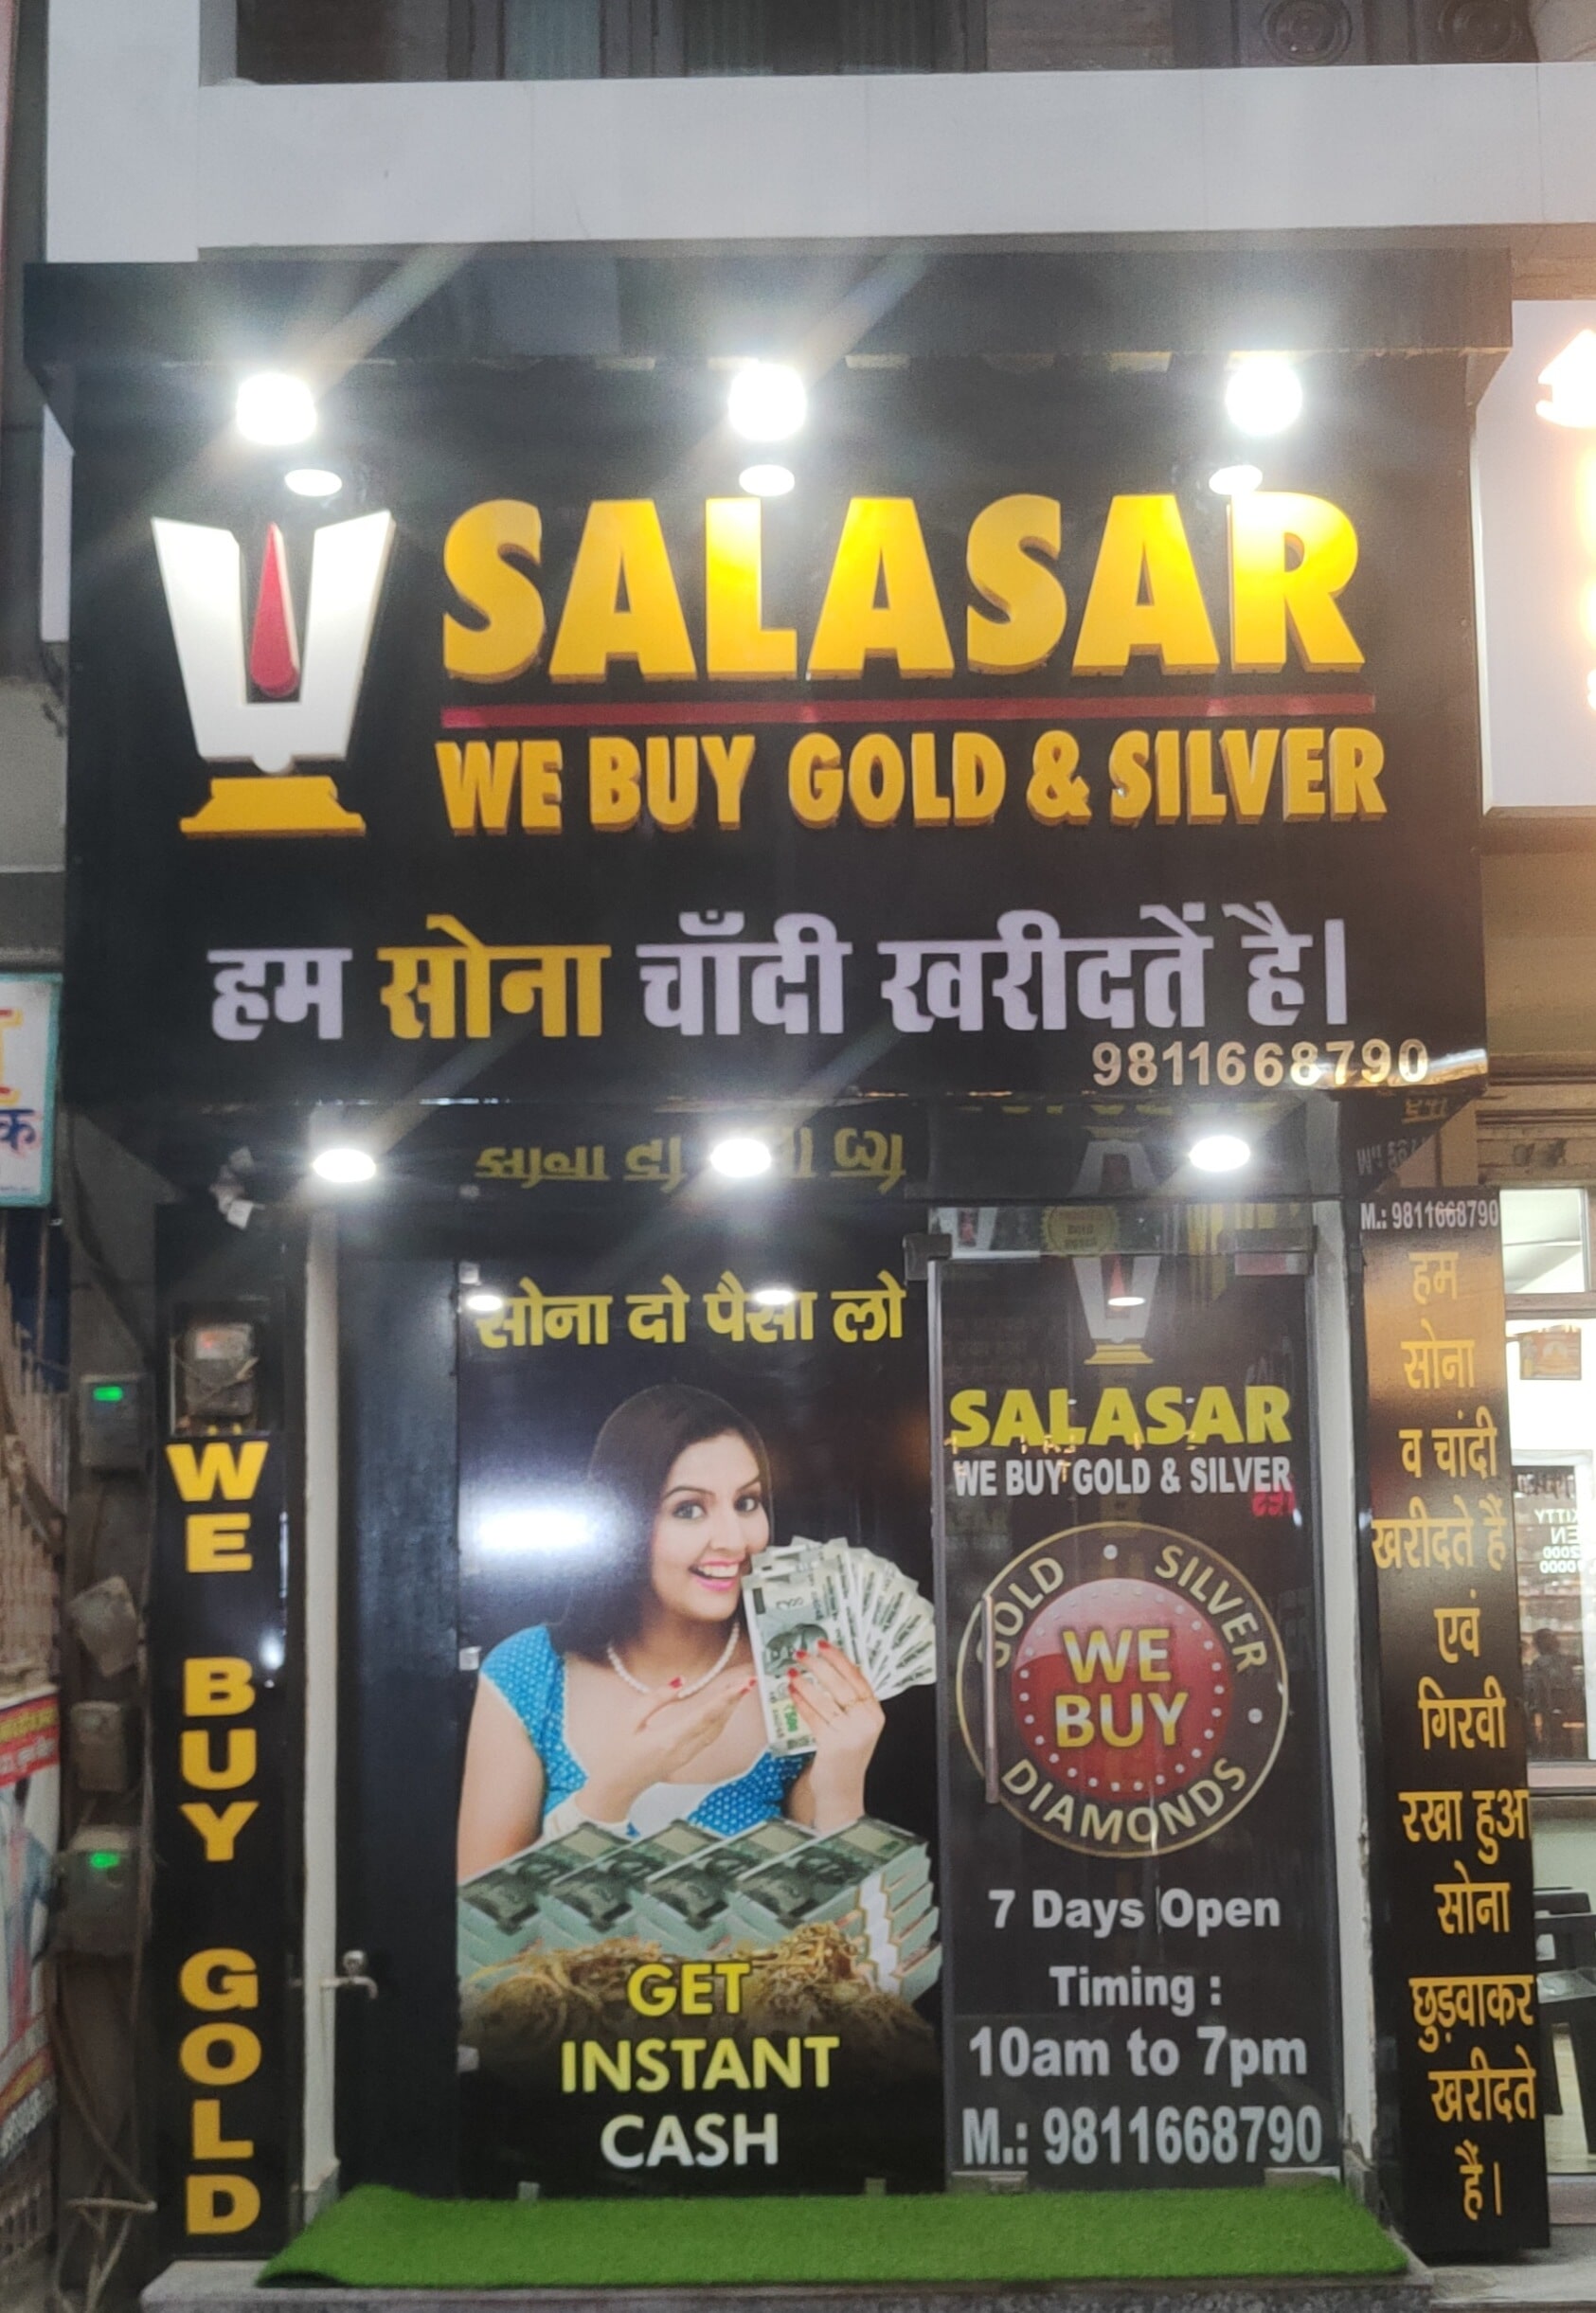 SALASAR
WE BUY GOLD & SILVER
हम सोना चाँदी खरीदतें है।
9811668790
सोना दो पैसा लो
GET
INSTANT
CASH
WE BUY GOLD
SALASAR
WE BUY GOLD & SILVER
GOLD • SILVER • DIAMONDS
WE
BUY
7 Days Open
Timing :
10am to 7pm
M.: 9811668790
M.: 9811668790
हम
सोना
व चांदी
खरीदते हैं
एवं
गिरवी
रखा हुआ
सोना
छुड़वाकर
खरीदते
हैं।